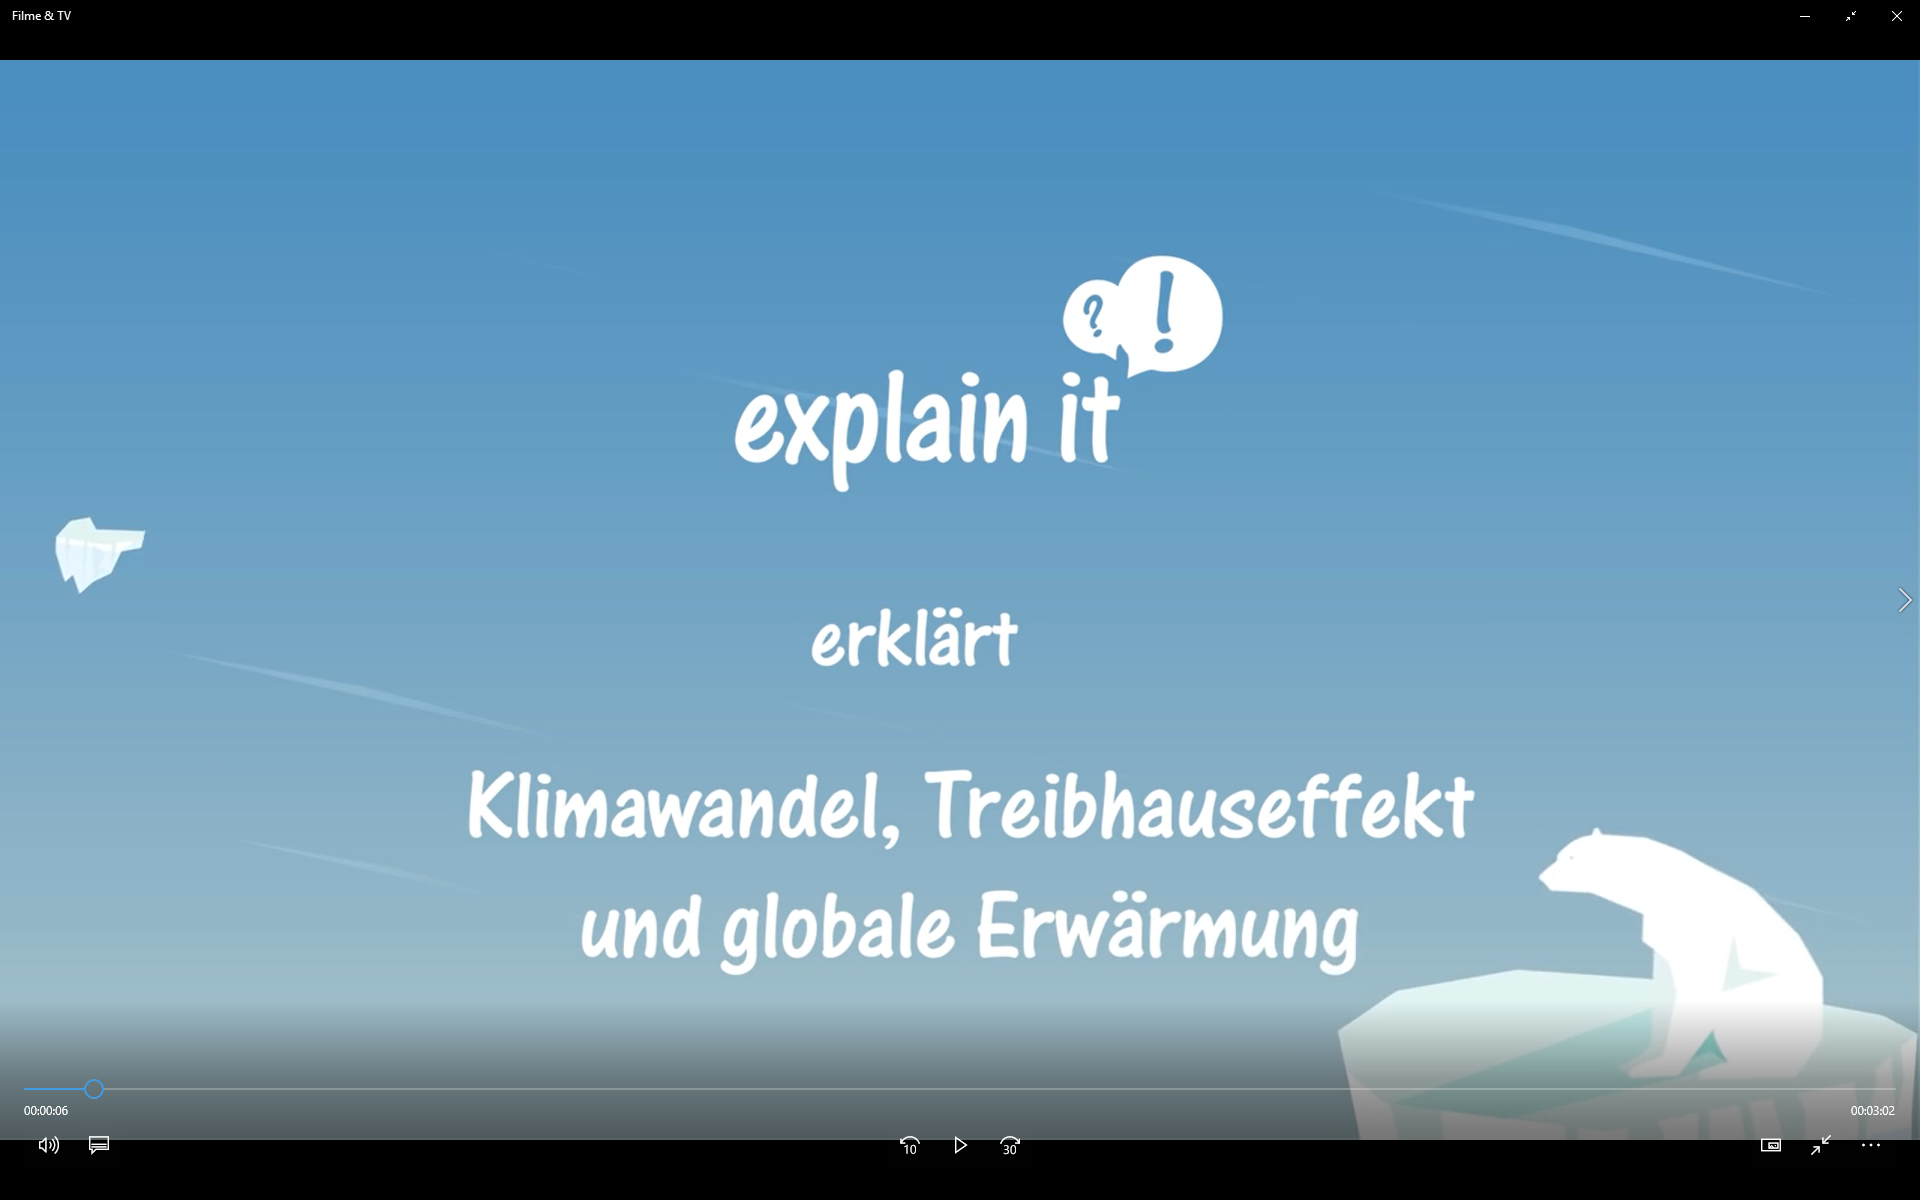 Filme & TV
? !
explain it
erklärt
Klimawandel, Treibhauseffekt
und globale Erwärmung
00:00:06
00:03:02
10
30